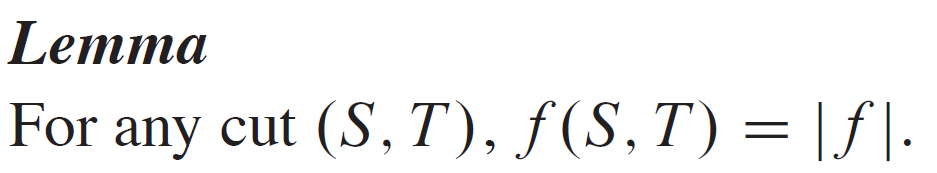 Lemma
For any cut (S, T), f(S, T) = |f|.